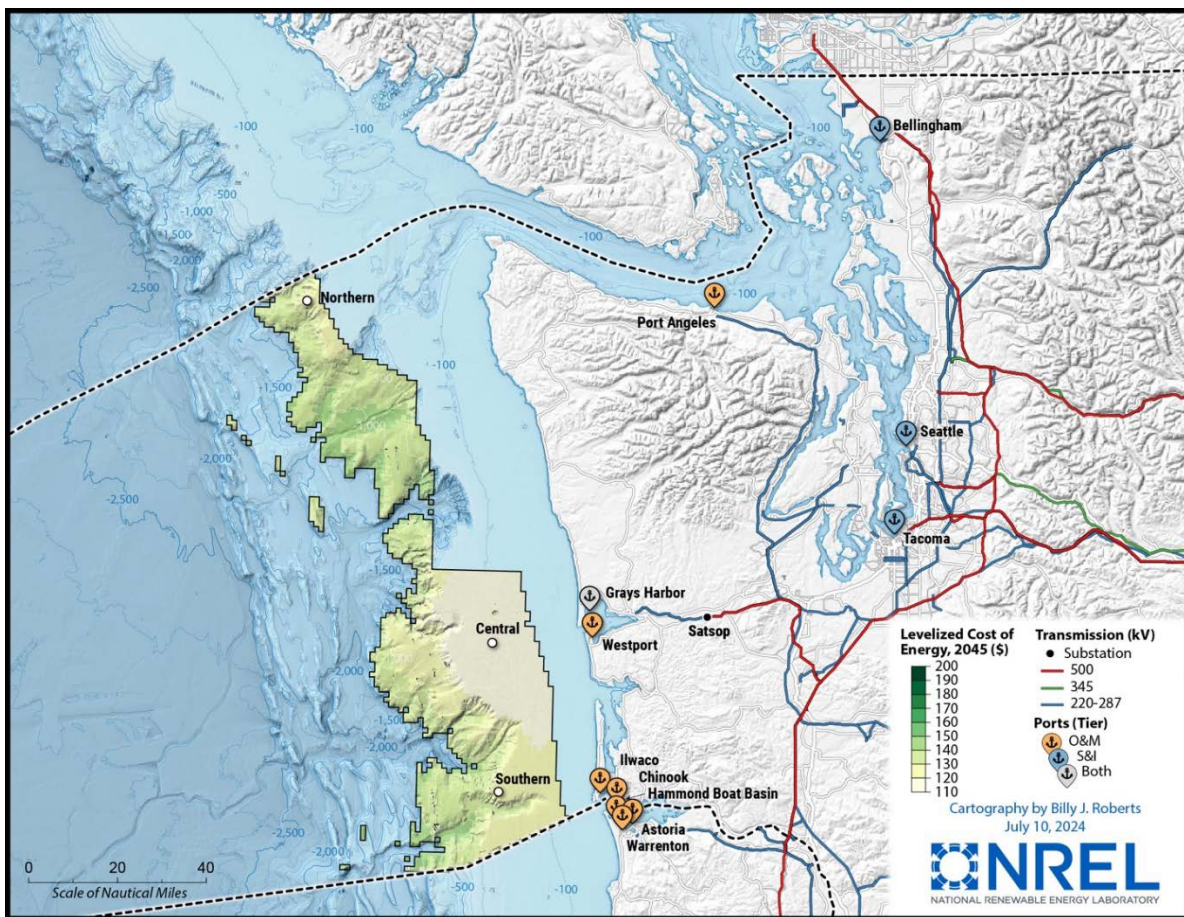 -100
Bellingham
-100
-500
-1,000
-1,500
-2,000
-2,500
-100
-100
Northern
Port Angeles
-100
-1,500
-2,000
-2,500
Seattle
Tacoma
-1,500
Grays Harbor
Westport
Satsop
Central
-2,000
-1,500
-2,000
Southern
Ilwaco
Chinook
Hammond Boat Basin
Astoria
Warrenton
-2,500
-2,000
-500
-100
0 20 40
Scale of Nautical Miles
Levelized Cost of
Energy, 2045 ($)
200
190
180
170
160
150
140
130
120
110
Transmission (kV)
Substation
500
345
220-287
Ports (Tier)
O&M
S&I
Both
Cartography by Billy J. Roberts
July 10, 2024
NREL
NATIONAL RENEWABLE ENERGY LABORATORY